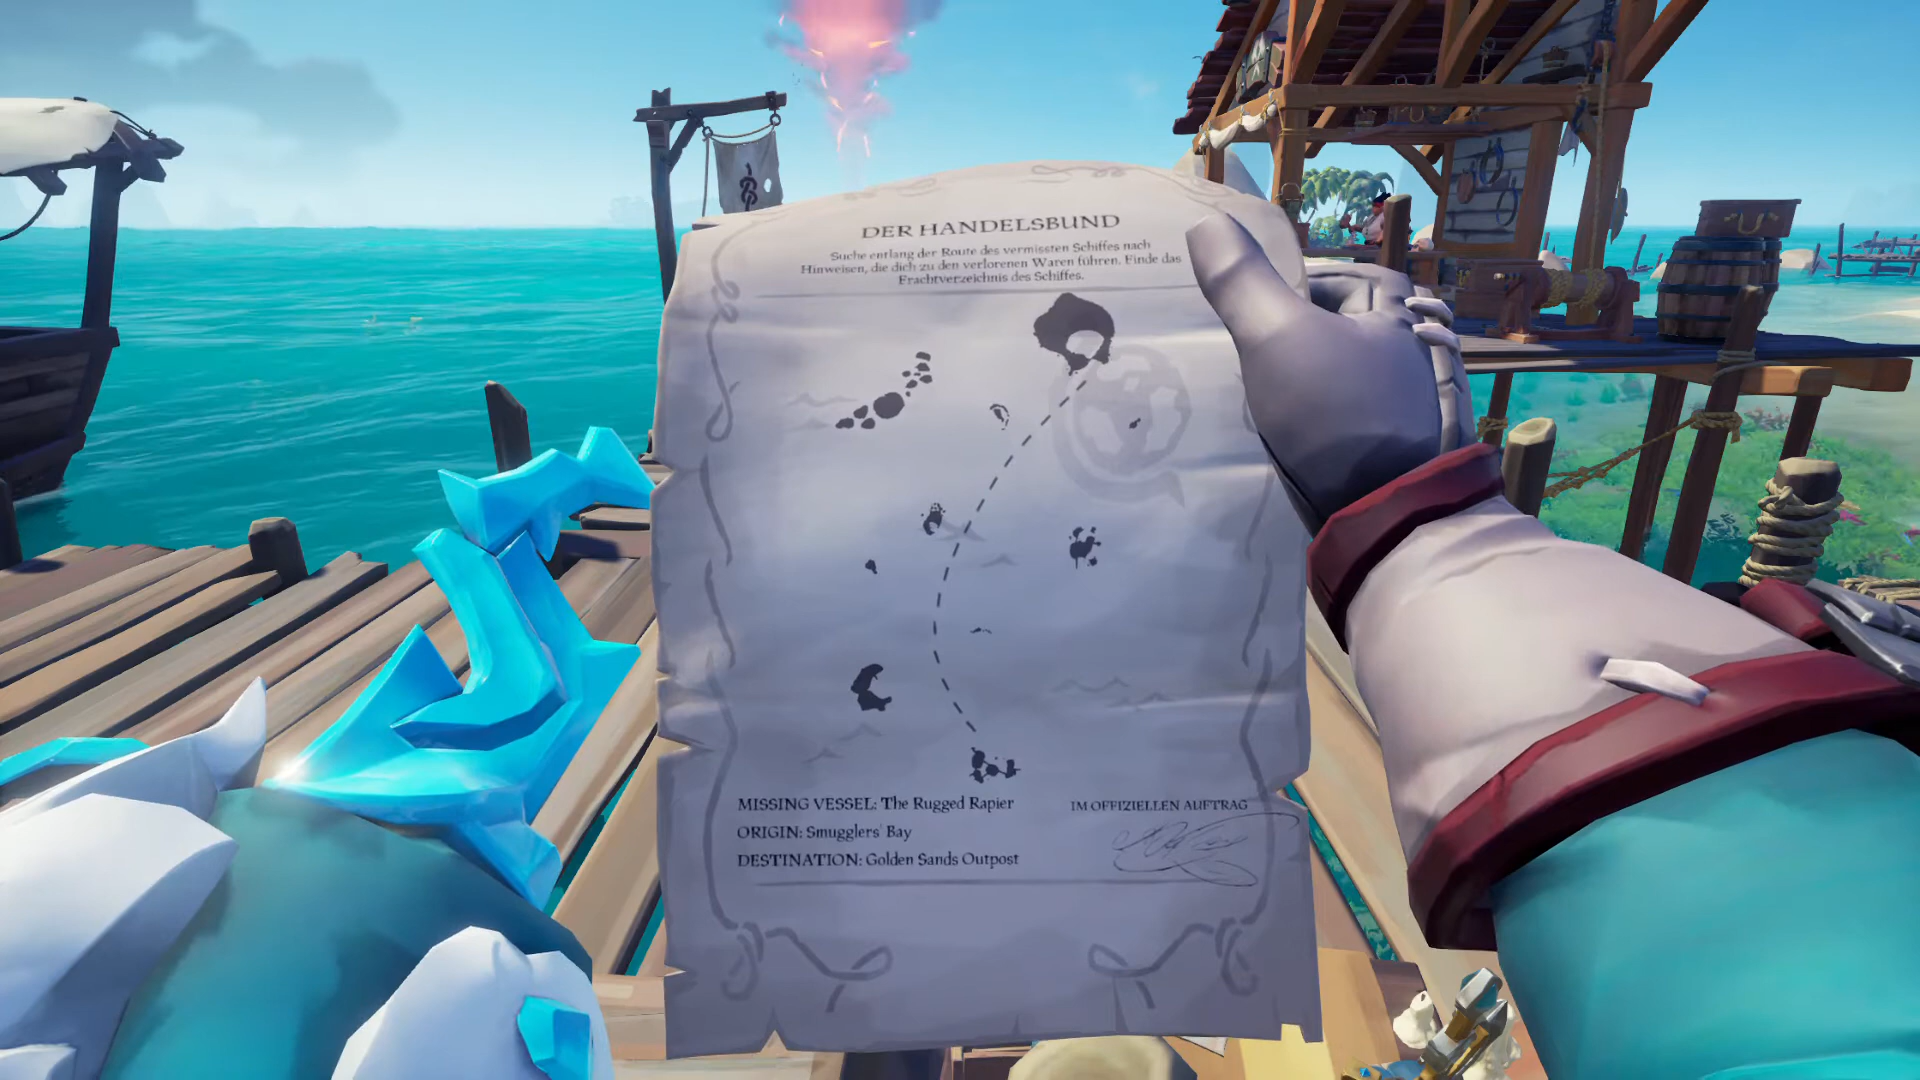 DER HANDELSBUND
Suche entlang der Route des vermissten Schiffes nach
Hinweisen, die dich zu den verlorenen Waren führen. Finde das
Frachtverzeichnis des Schiffes.
MISSING VESSEL: The Rugged Rapier
IM OFFIZIELLEN AUFTRAG
ORIGIN: Smugglers' Bay
DESTINATION: Golden Sands Outpost